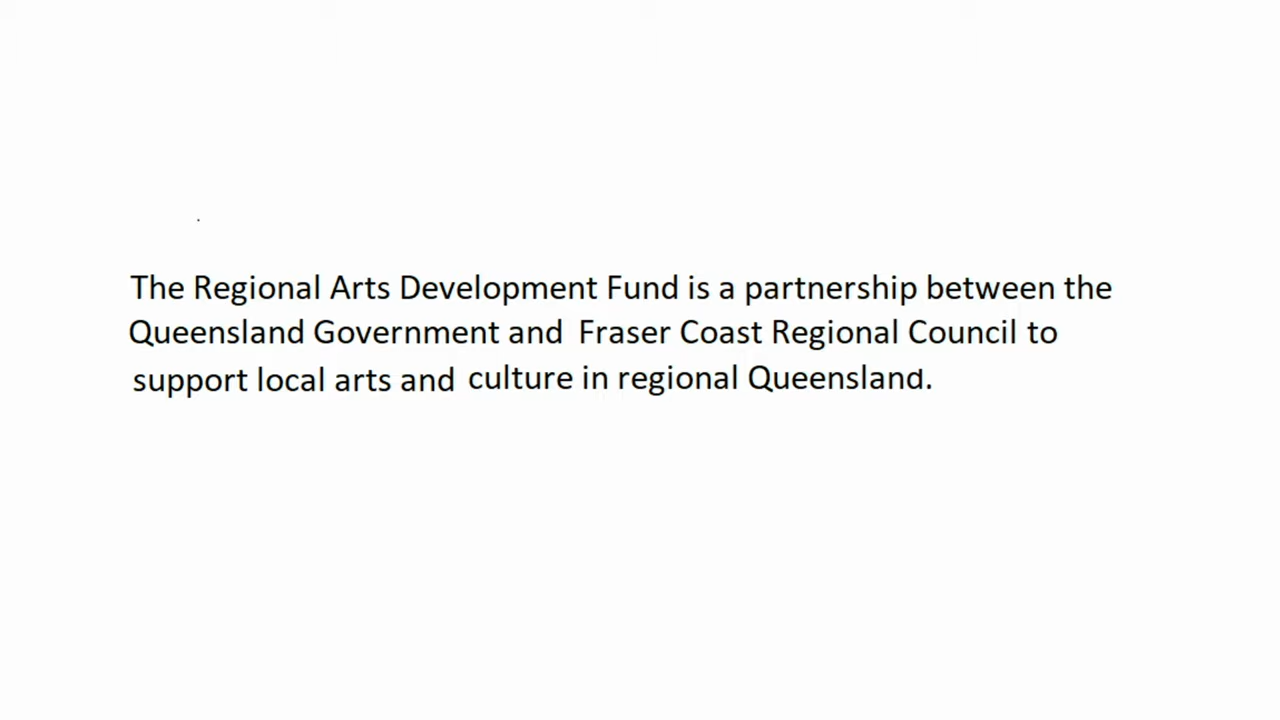 The Regional Arts Development Fund is a partnership between the
Queensland Government and Fraser Coast Regional Council to
support local arts and culture in regional Queensland.